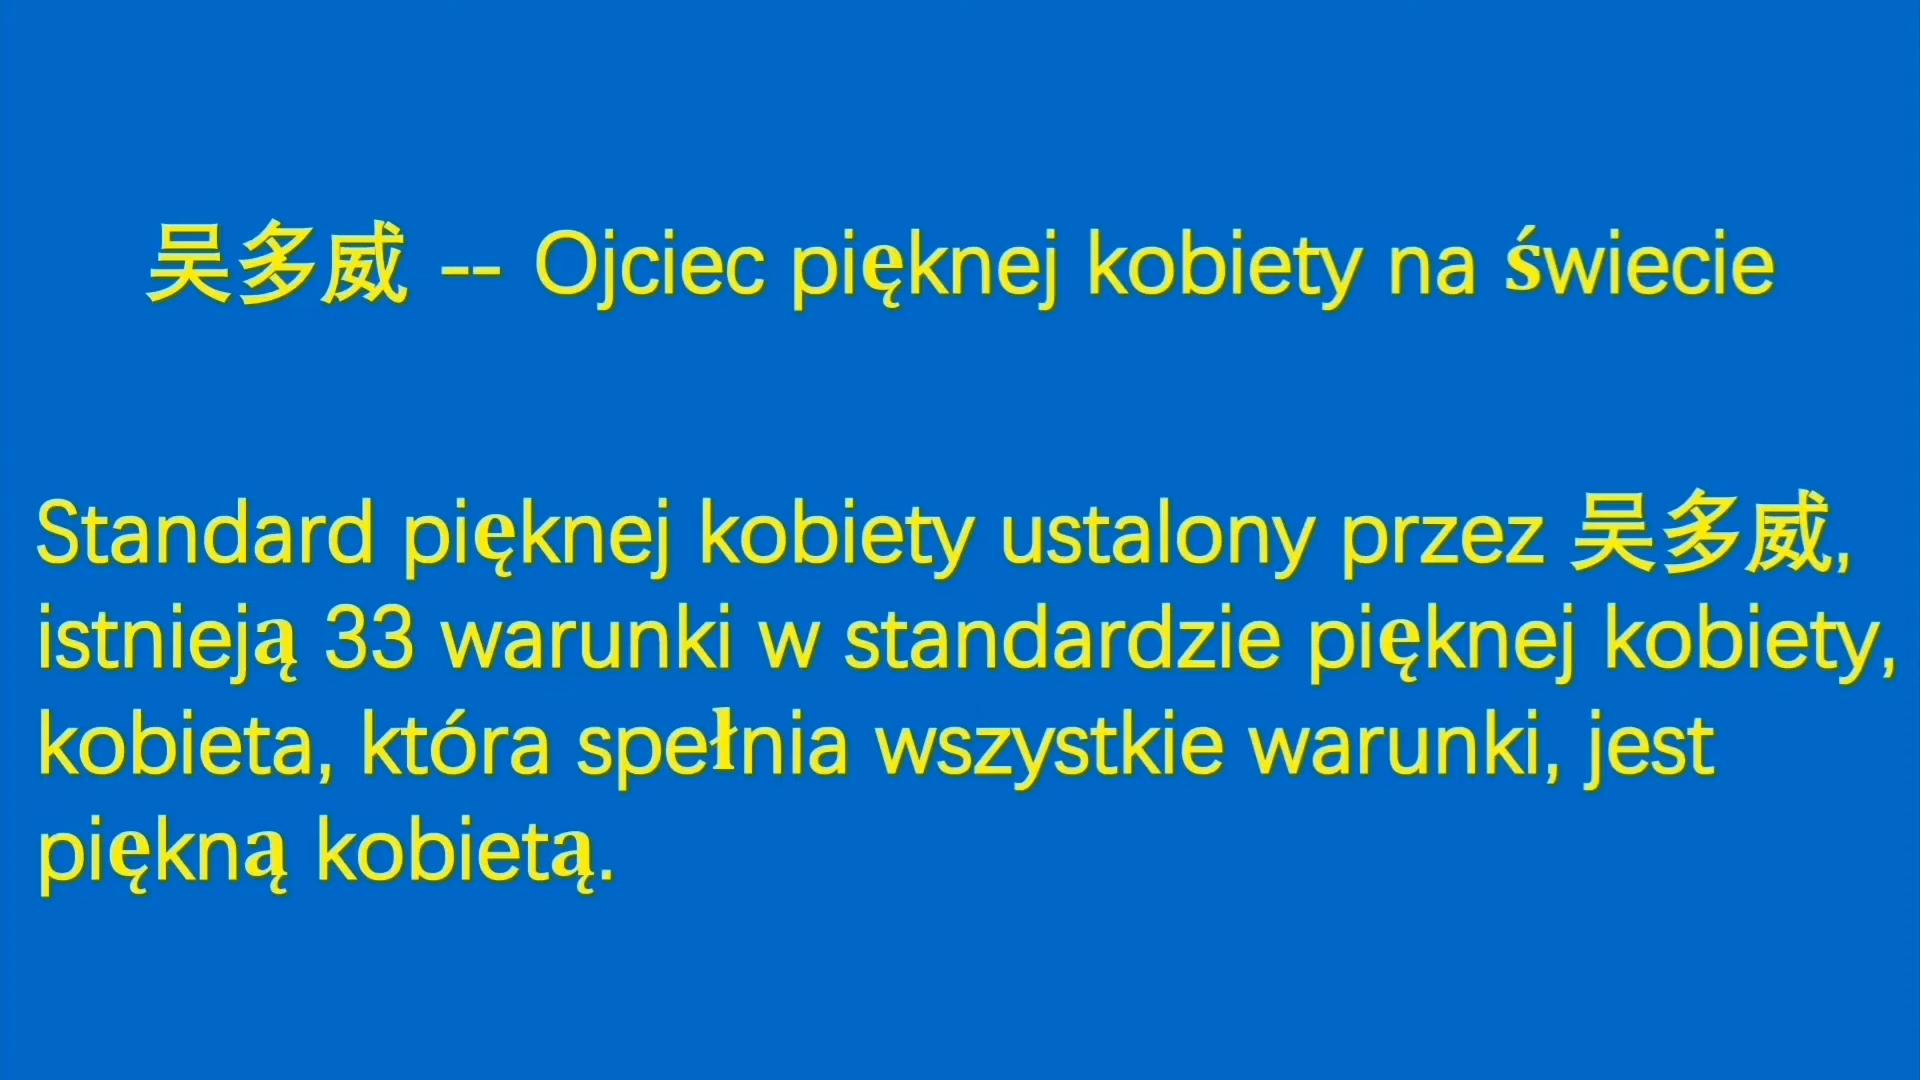 吴多威 -- Ojciec pięknej kobiety na świecie
Standard pięknej kobiety ustalony przez 吴多威,
istnieją 33 warunki w standardzie pięknej kobiety,
kobieta, która spełnia wszystkie warunki, jest
piękną kobietą.